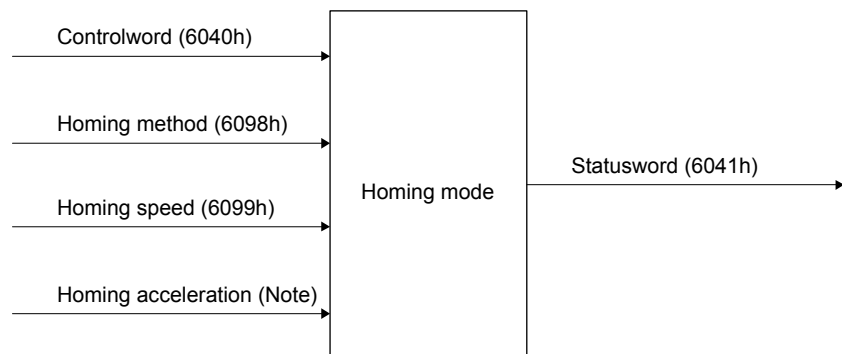 Controlword (6040h)
Homing method (6098h)
Homing speed (6099h)
Homing acceleration (Note)
Homing mode
Statusword (6041h)